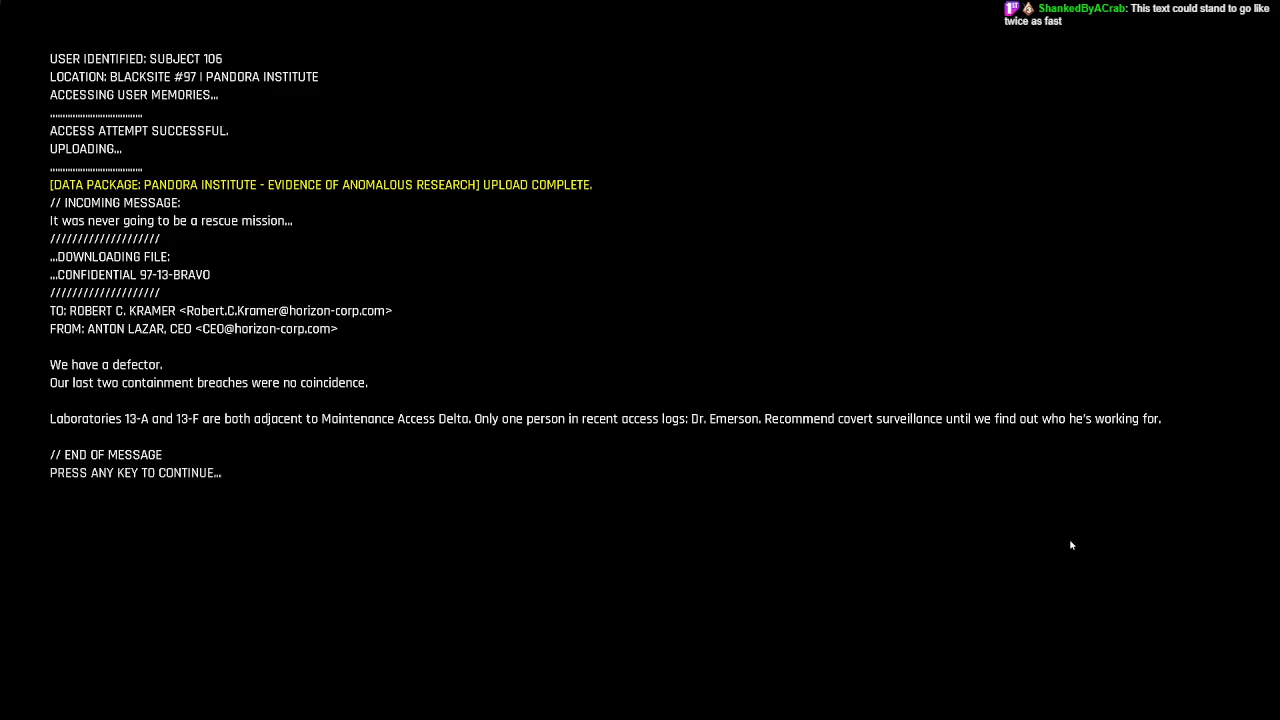 ShankedByACrab: This text could stand to go like
twice as fast
USER IDENTIFIED: SUBJECT 106
LOCATION: BLACKSITE #97 | PANDORA INSTITUTE
ACCESSING USER MEMORIES...
....................................
ACCESS ATTEMPT SUCCESSFUL.
UPLOADING...
....................................
[DATA PACKAGE: PANDORA INSTITUTE - EVIDENCE OF ANOMALOUS RESEARCH] UPLOAD COMPLETE.
// INCOMING MESSAGE:
It was never going to be a rescue mission...
////////////////////
...DOWNLOADING FILE:
...CONFIDENTIAL 97-13-BRAVO
////////////////////
TO: ROBERT C. KRAMER <Robert.C.Kramer@horizon-corp.com>
FROM: ANTON LAZAR, CEO <CEO@horizon-corp.com>
We have a defector.
Our last two containment breaches were no coincidence.
Laboratories 13-A and 13-F are both adjacent to Maintenance Access Delta. Only one person in recent access logs: Dr. Emerson. Recommend covert surveillance until we find out who he's working for.
// END OF MESSAGE
PRESS ANY KEY TO CONTINUE...